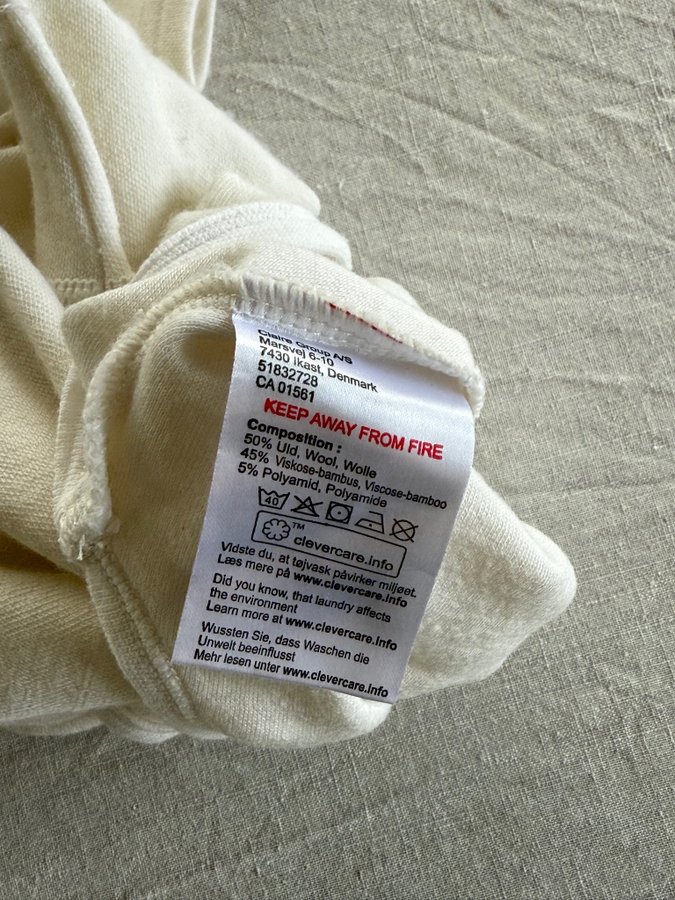 Claire Group A/S
Marsvej 6-10
7430 Ikast, Denmark
51832728
CA 01561
KEEP AWAY FROM FIRE
Composition :
50% Uld, Wool, Wolle
45% Viskose-bambus, Viscose-bamboo
5% Polyamid, Polyamide
40
™
clevercare.info
Vidste du, at tøjvask påvirker miljøet.
Læs mere på www.clevercare.info
Did you know, that laundry affects
the environment
Learn more at www.clevercare.info
Wussten Sie, dass Waschen die
Unwelt beeinflusst
Mehr lesen unter www.clevercare.info